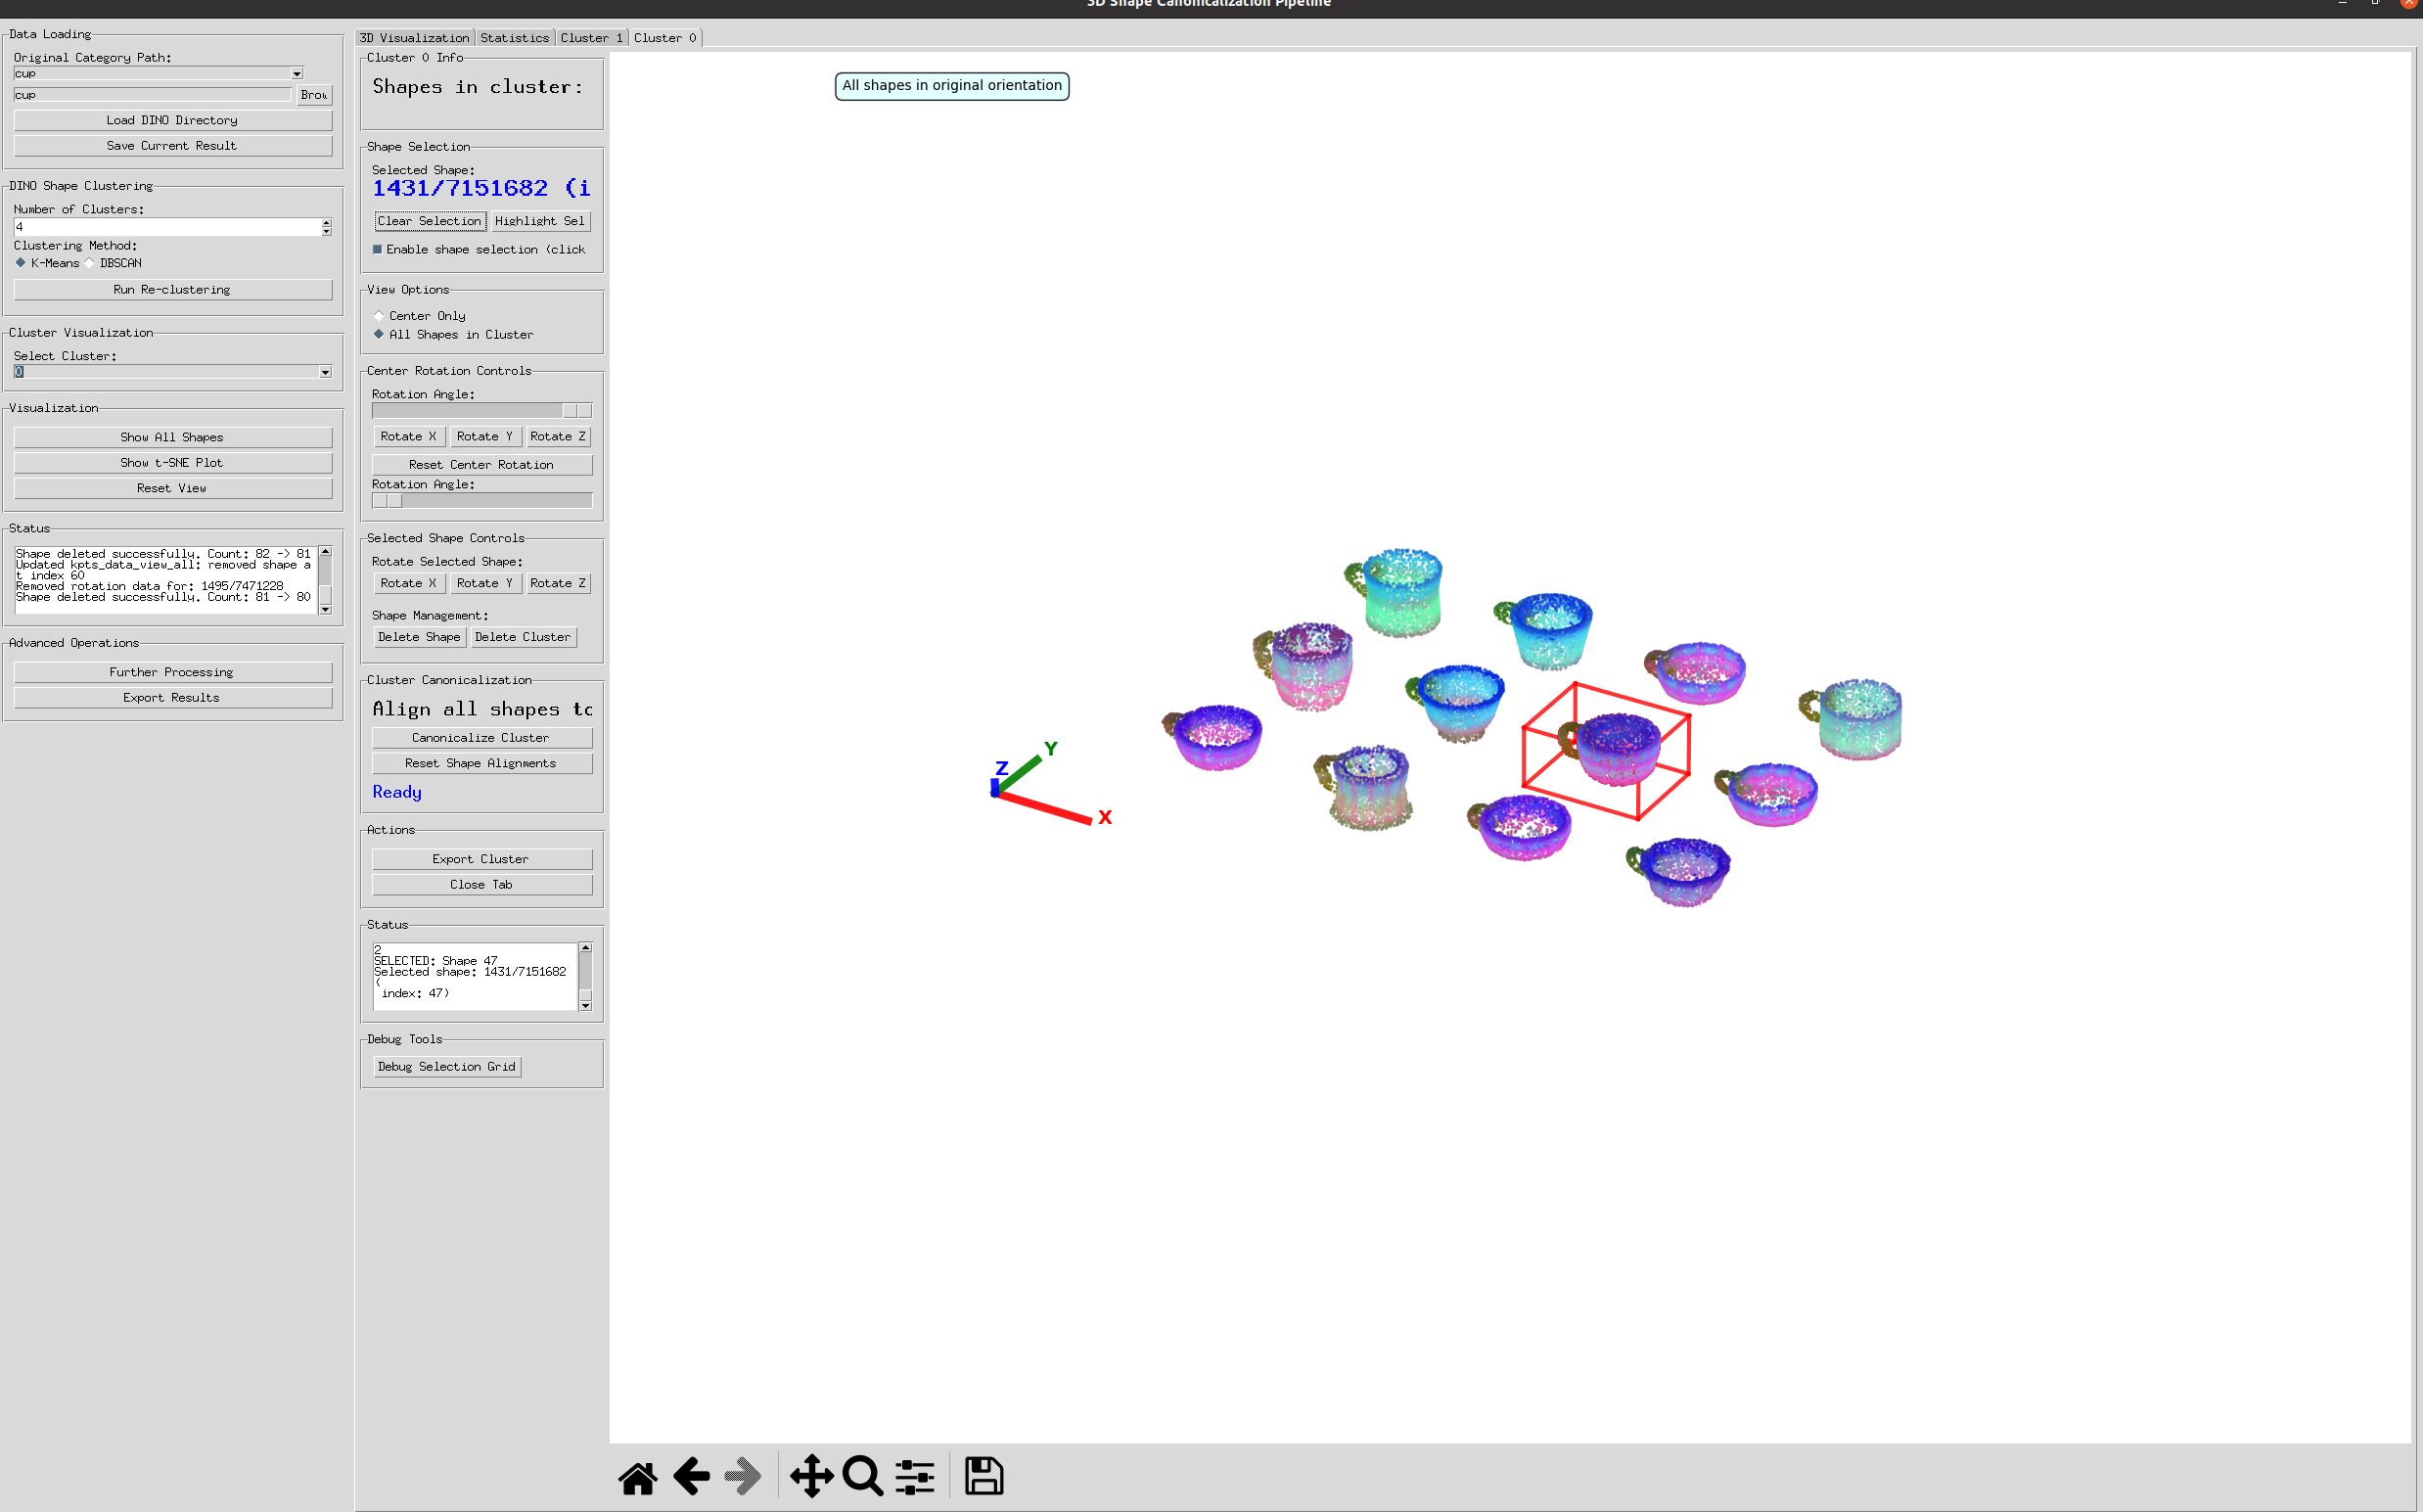 3D Shape Canonicalization Pipeline
Data Loading
Original Category Path:
cup
cup
Brow
Load DINO Directory
Save Current Result
DINO Shape Clustering
Number of Clusters:
4
Clustering Method:
K-Means
DBSCAN
Run Re-clustering
Cluster Visualization
Select Cluster:
0
Visualization
Show All Shapes
Show t-SNE Plot
Reset View
Status
Shape deleted successfully. Count: 82 -> 81
Updated kpts_data_view_all: removed shape a
t index 60
Removed rotation data for: 1495/7471228
Shape deleted successfully. Count: 81 -> 80
Advanced Operations
Further Processing
Export Results
3D Visualization
Statistics
Cluster 1
Cluster 0
Cluster 0 Info
Shapes in cluster:
Shape Selection
Selected Shape:
1431/7151682 (i
Clear Selection
Highlight Sel
Enable shape selection (click
View Options
Center Only
All Shapes in Cluster
Center Rotation Controls
Rotation Angle:
Rotate X
Rotate Y
Rotate Z
Reset Center Rotation
Rotation Angle:
Selected Shape Controls
Rotate Selected Shape:
Rotate X
Rotate Y
Rotate Z
Shape Management:
Delete Shape
Delete Cluster
Cluster Canonicalization
Align all shapes to
Canonicalize Cluster
Reset Shape Alignments
Ready
Actions
Export Cluster
Close Tab
Status
2
SELECTED: Shape 47
Selected shape: 1431/7151682
(
index: 47)
Debug Tools
Debug Selection Grid
All shapes in original orientation
Z
Y
X